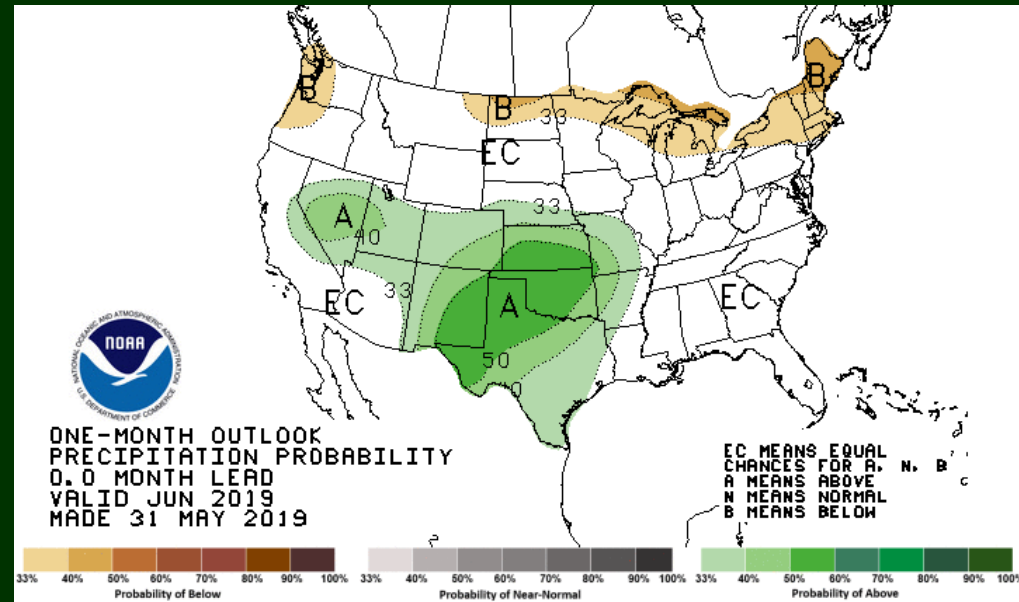 B
B
B
33
EC
A
40
33
33
EC
A
EC
50
NATIONAL OCEANIC AND ATMOSPHERIC ADMINISTRATION
NOAA
U.S. DEPARTMENT OF COMMERCE
ONE-MONTH OUTLOOK
PRECIPITATION PROBABILITY
0.0 MONTH LEAD
VALID JUN 2019
MADE 31 MAY 2019
EC MEANS EQUAL
CHANCES FOR A, N, B
A MEANS ABOVE
N MEANS NORMAL
B MEANS BELOW
33% 40% 50% 60% 70% 80% 90% 100%
Probability of Below
33% 40% 50% 60% 70% 80% 90% 100%
Probability of Near-Normal
33% 40% 50% 60% 70% 80% 90% 100%
Probability of Above